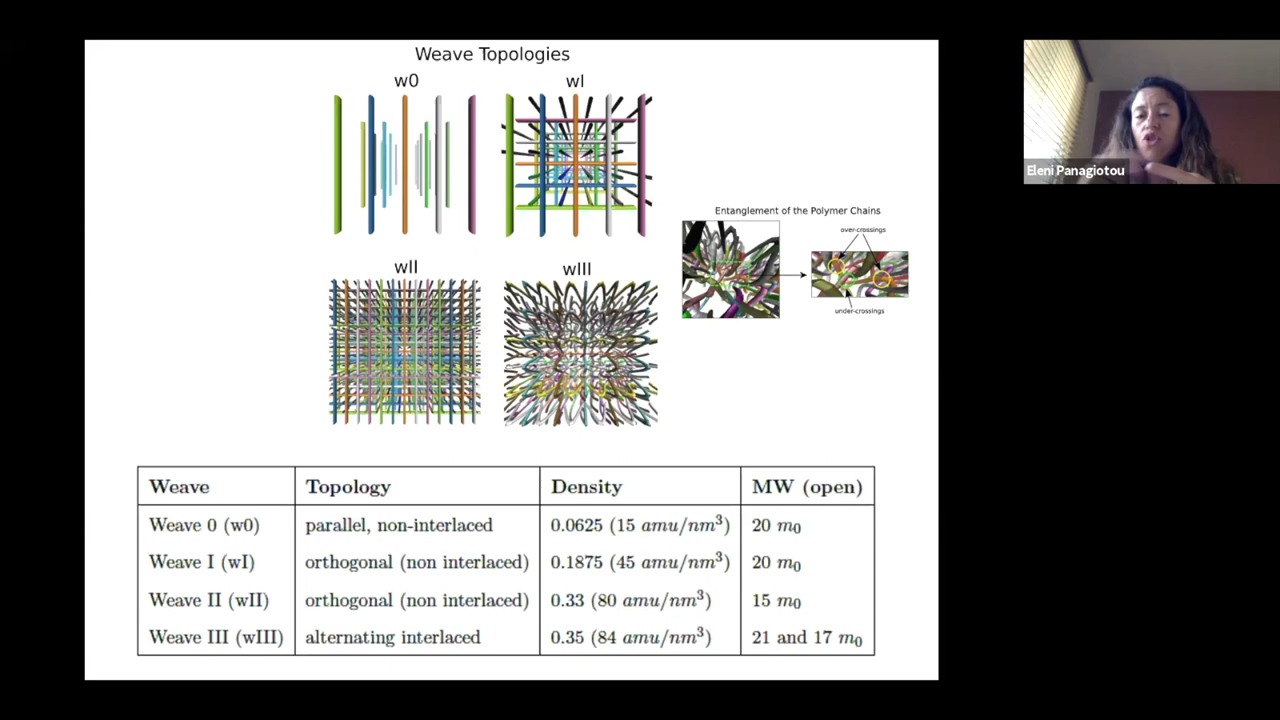 Weave Topologies
w0
wI
wII
wIII
Entanglement of the Polymer Chains
over-crossings
under-crossings
Weave Topology Density MW (open)
Weave 0 (w0) parallel, non-interlaced 0.0625 (15 amu/nm³) 20 m₀
Weave I (wI) orthogonal (non interlaced) 0.1875 (45 amu/nm³) 20 m₀
Weave II (wII) orthogonal (non interlaced) 0.33 (80 amu/nm³) 15 m₀
Weave III (wIII) alternating interlaced 0.35 (84 amu/nm³) 21 and 17 m₀
Eleni Panagiotou